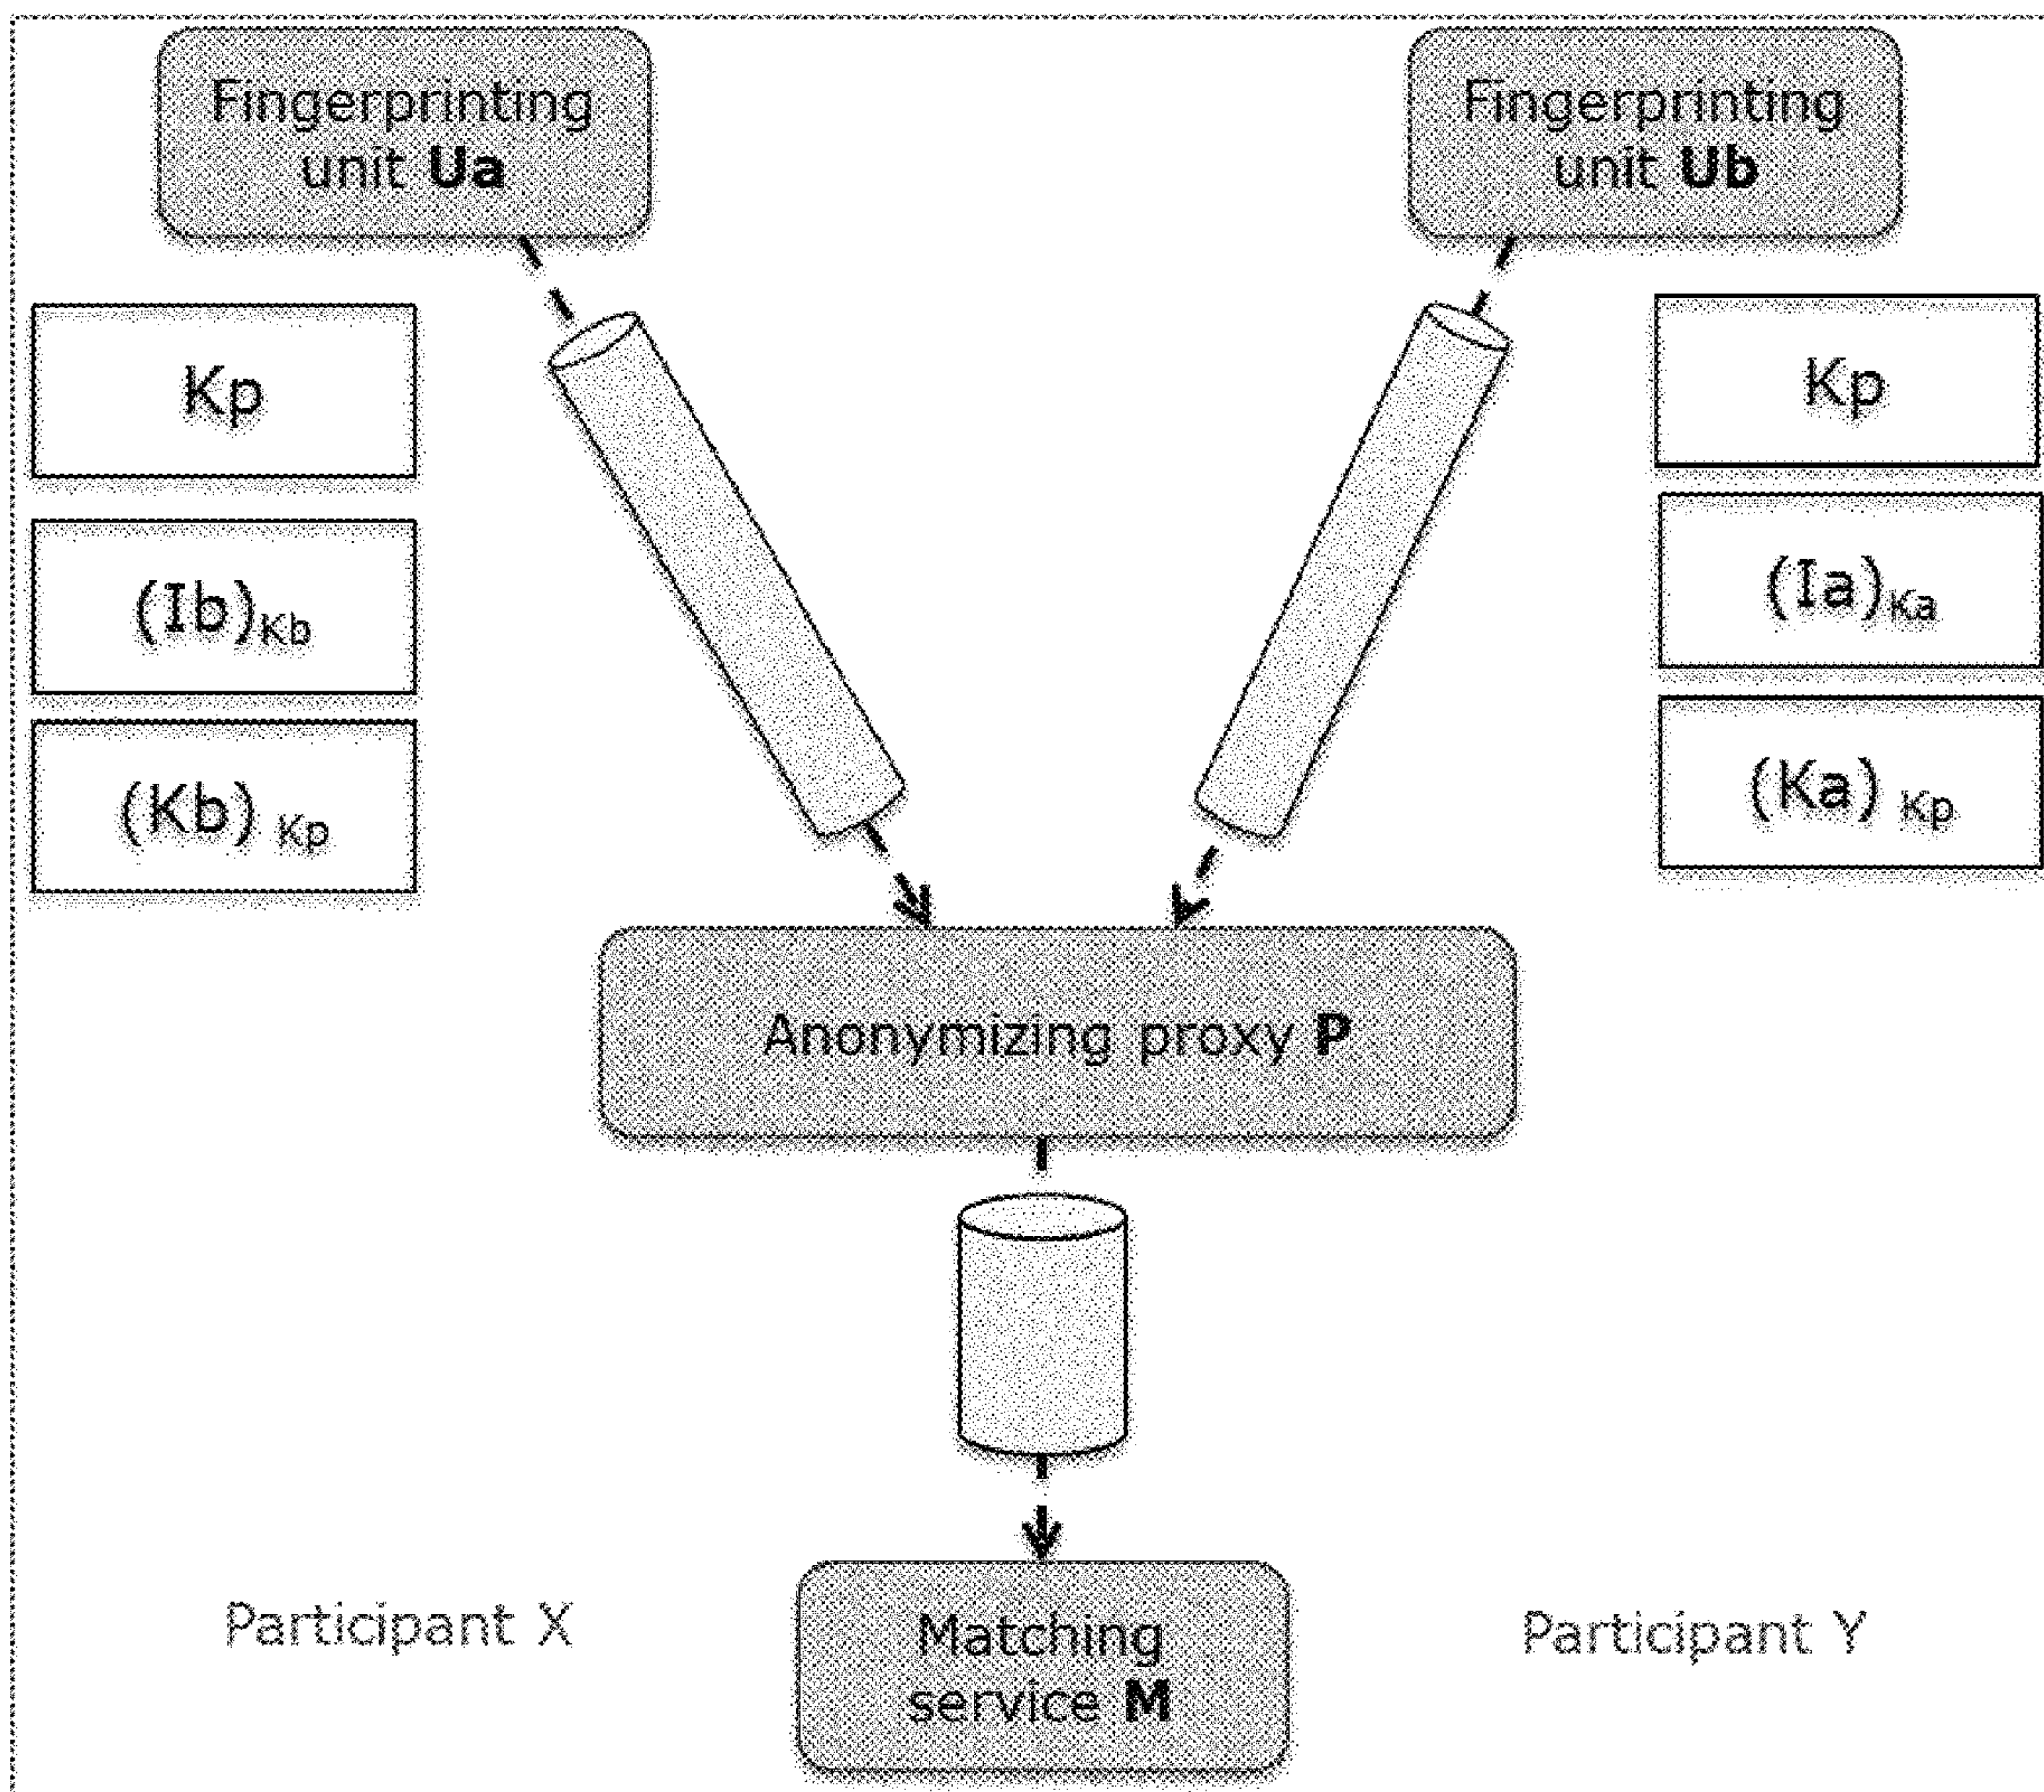 Fingerprinting
unit Ua
Fingerprinting
unit Ub
Kp
(Ib)Kb
(Kb) Kp
Kp
(Ia)Ka
(Ka) Kp
Anonymizing proxy P
Participant X
Matching
service M
Participant Y